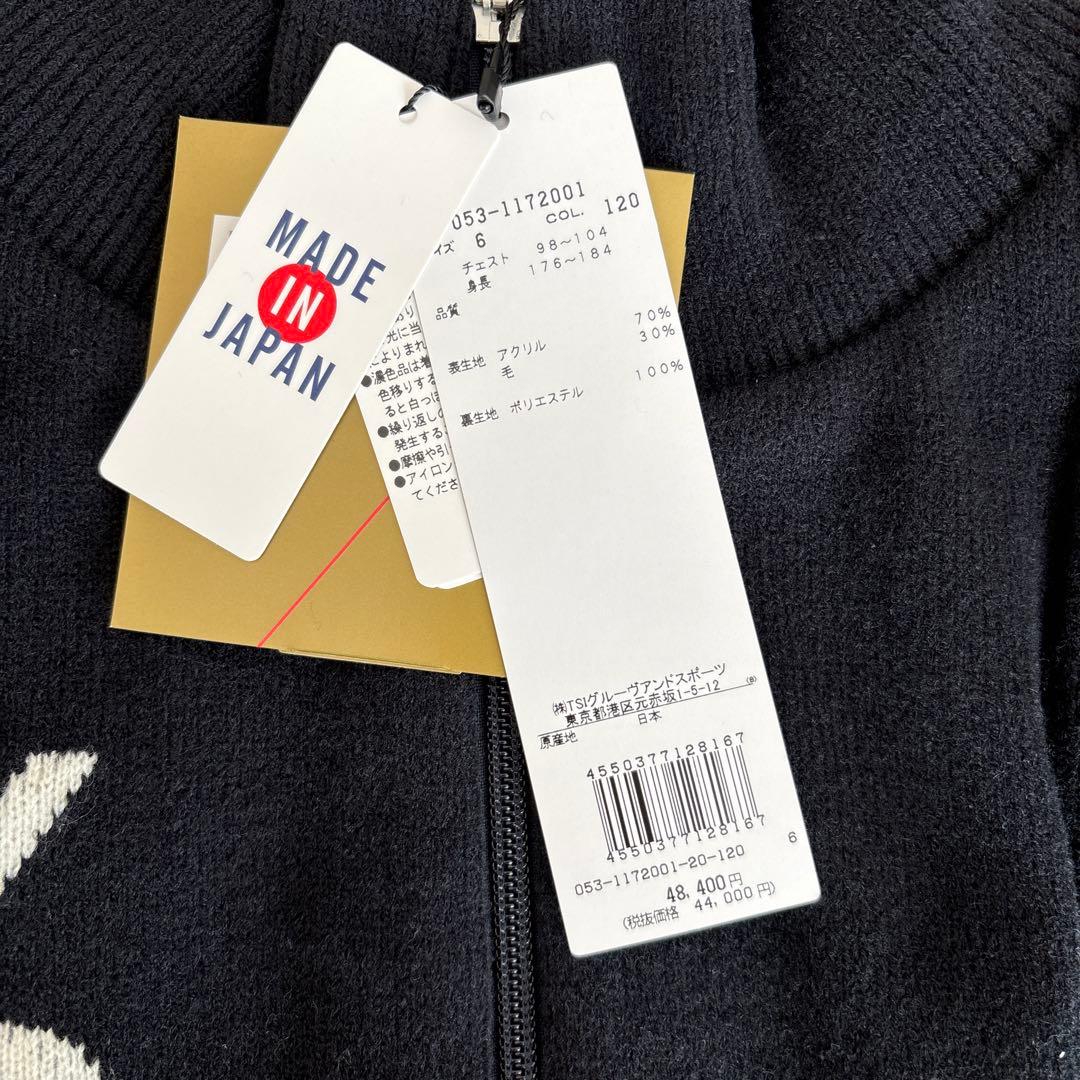 MADE
IN
JAPAN
053-1172001
COL. 120
イズ 6
チェスト 98～104
身長 176～184
品質
表生地 アクリル 70%
毛 30%
裏生地 ポリエステル 100%
光に当
によりまれ
●濃色品は着
色移りする
ると白っぽ
●繰り返しの
発生する
●摩擦や引
●アイロン
てくださ
(株)TSIグルーヴアンドスポーツ
東京都港区元赤坂1-5-12 (B)
原産地 日本
4550377128167
4550377128167
053-1172001-20-120 6
48,400円
(税抜価格 44,000円)